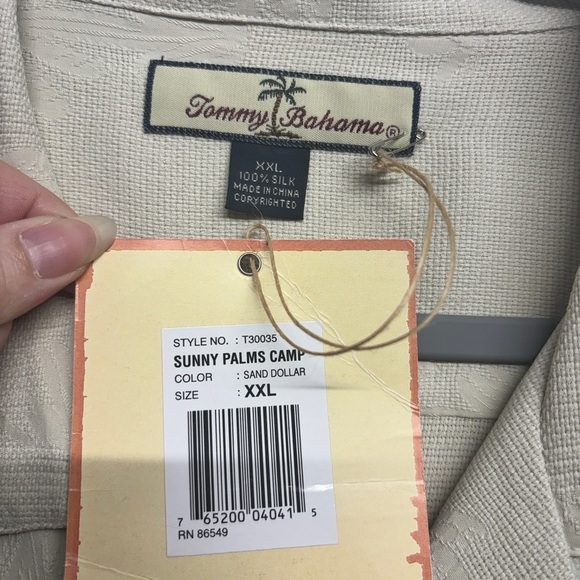 Tommy Bahama®
XXL
100% SILK
MADE IN CHINA
COPYRIGHTED
STYLE NO. : T30035
SUNNY PALMS CAMP
COLOR : SAND DOLLAR
SIZE : XXL
7 65200 04041 5
RN 86549